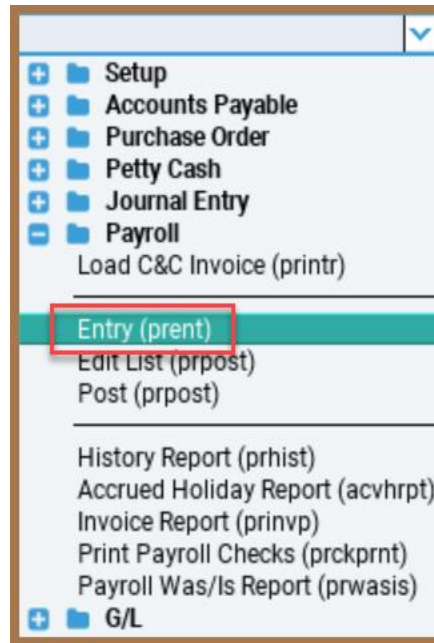 Setup
Accounts Payable
Purchase Order
Petty Cash
Journal Entry
Payroll
Load C&C Invoice (printr)
Entry (prent)
Edit List (prpost)
Post (prpost)
History Report (prhist)
Accrued Holiday Report (acvhrpt)
Invoice Report (prinvp)
Print Payroll Checks (prckprnt)
Payroll Was/Is Report (prwasis)
G/L